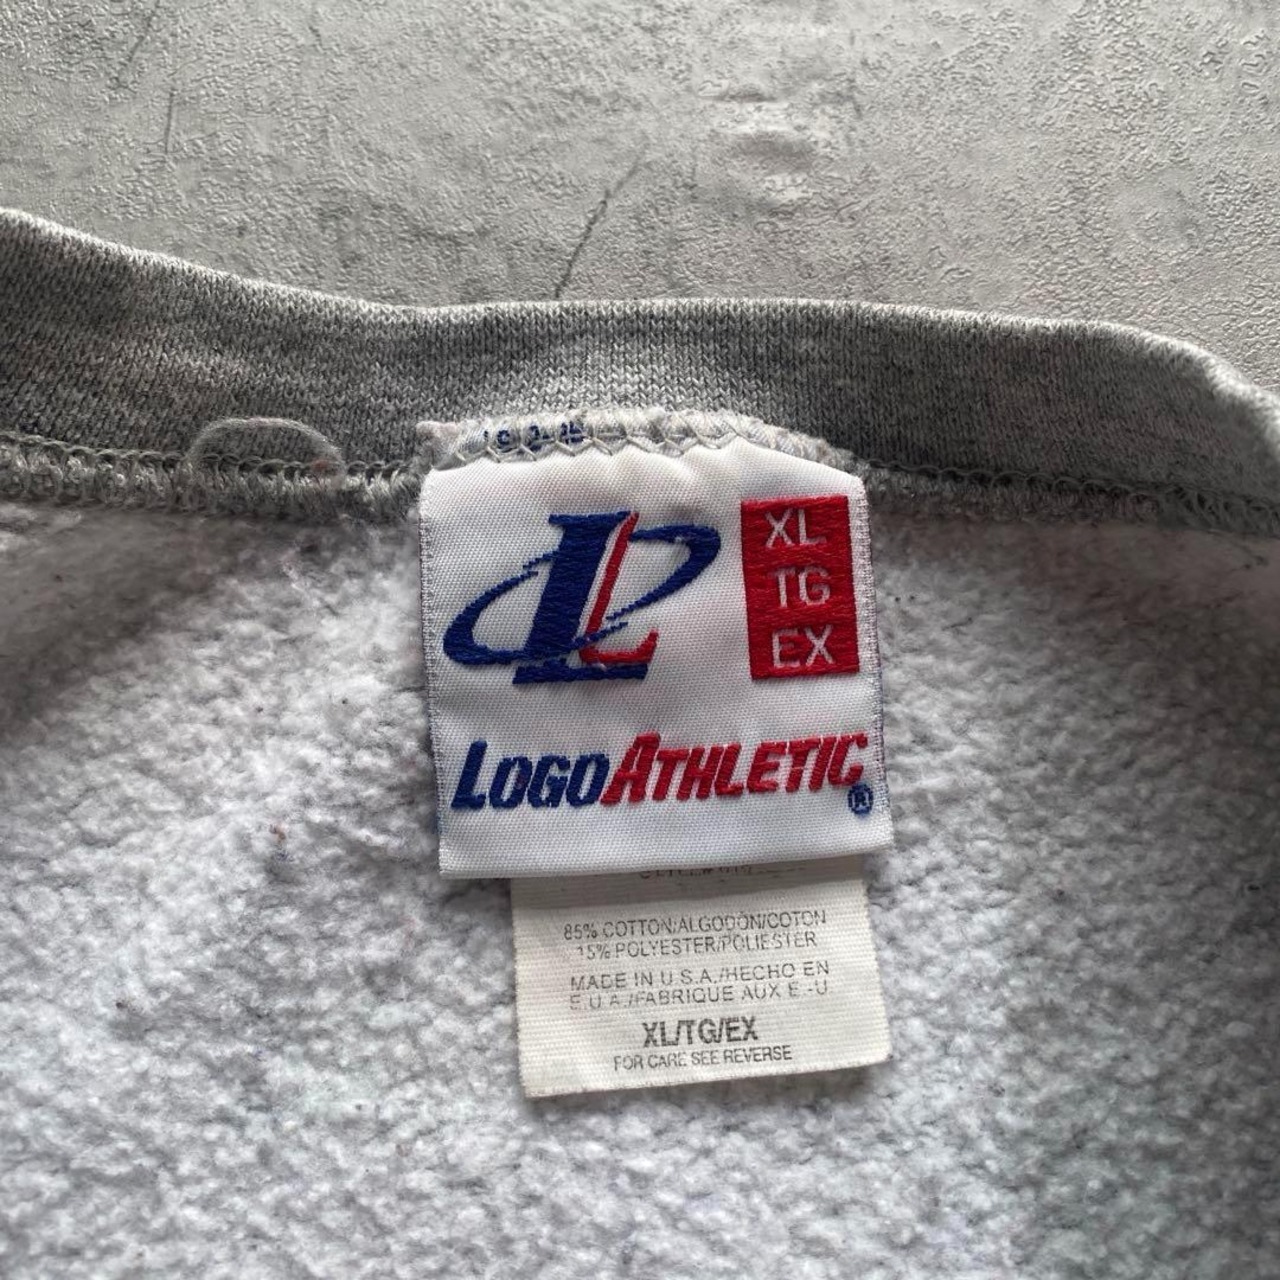 XL
TG
EX
LOGOATHLETIC®
85% COTTON/ALGODON/COTON
15% POLYESTER/POLIESTER
MADE IN U.S.A./HECHO EN
E.U.A./FABRIQUE AUX E.-U.
XL/TG/EX
FOR CARE SEE REVERSE